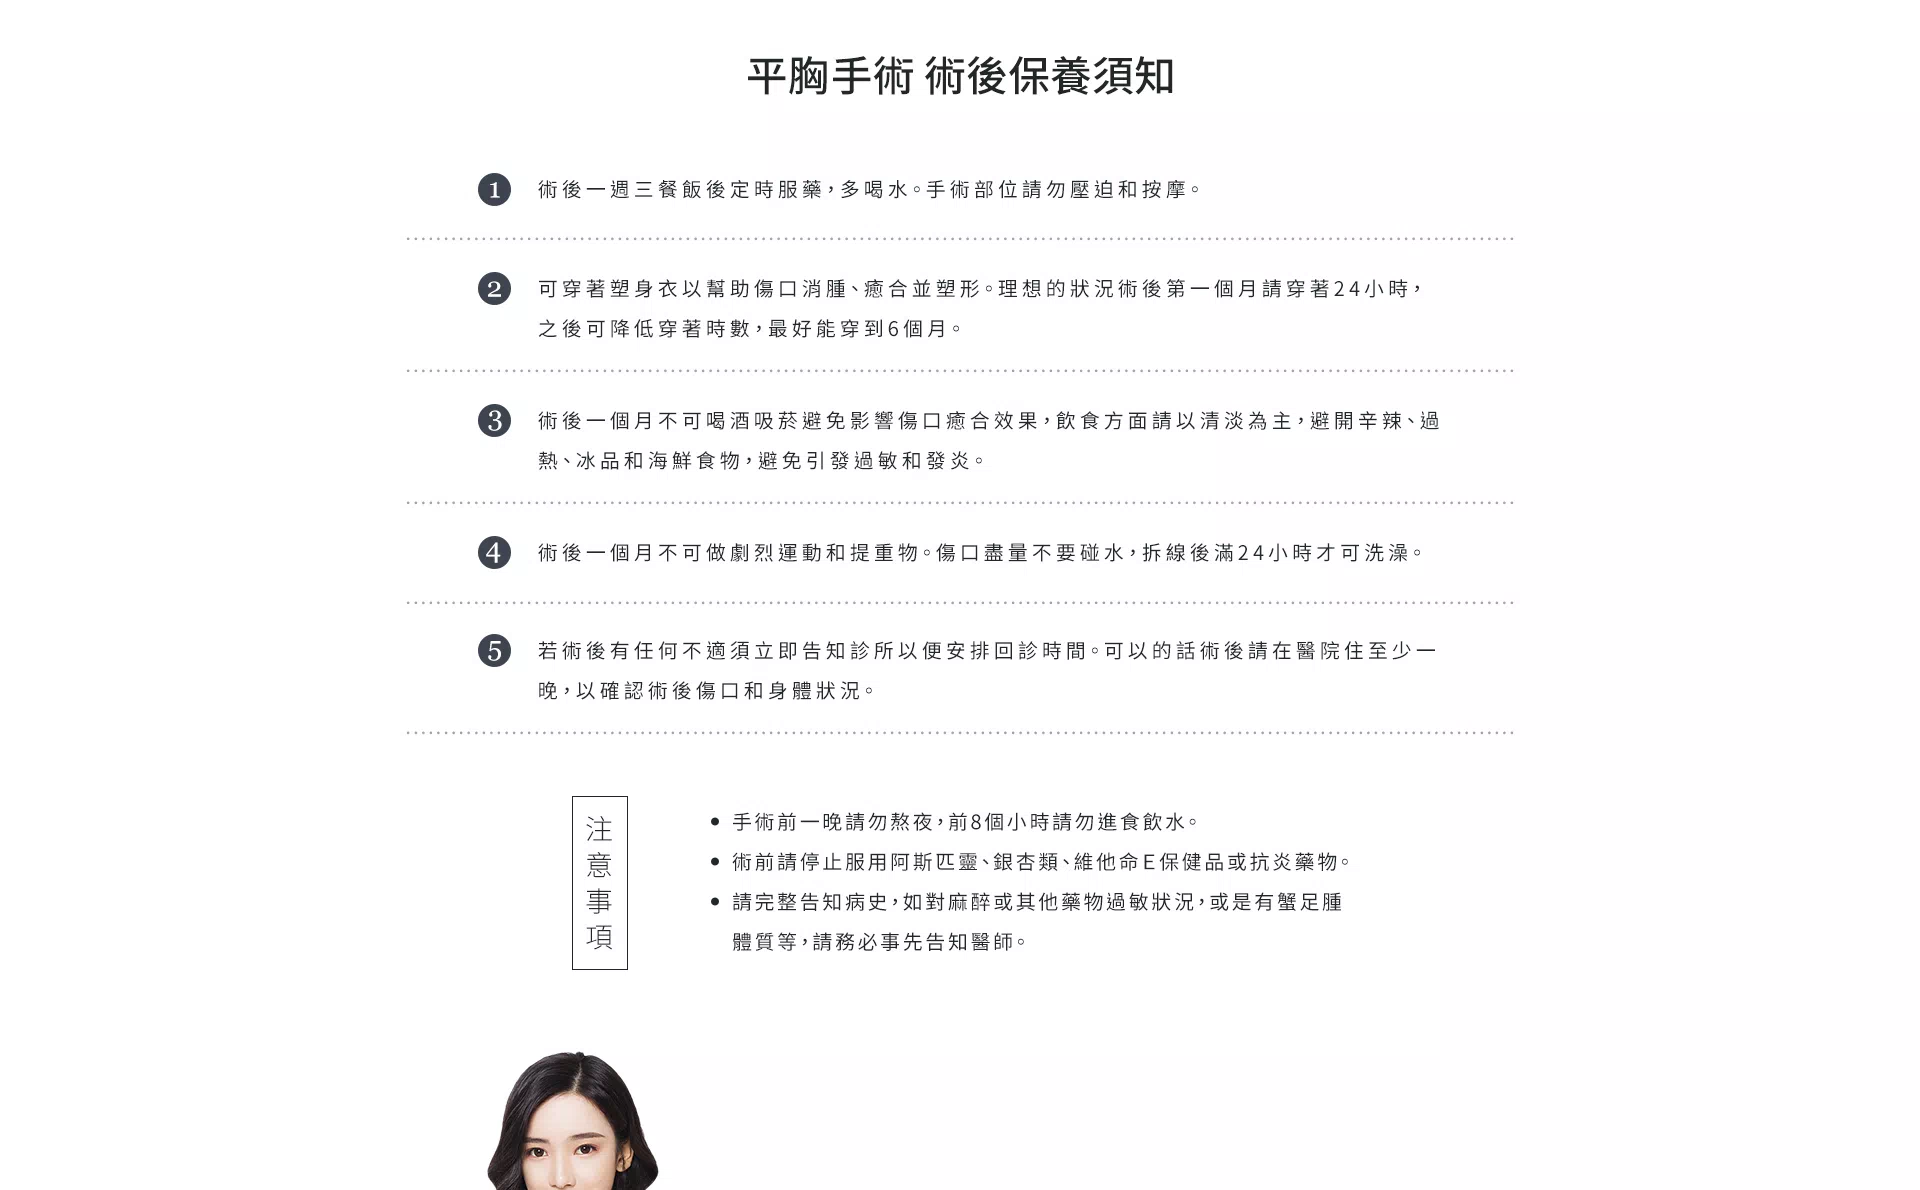 平胸手術 術後保養須知
1 術後一週三餐飯後定時服藥，多喝水。手術部位請勿壓迫和按摩。
2 可穿著塑身衣以幫助傷口消腫、癒合並塑形。理想的狀況術後第一個月請穿著24小時，
之後可降低穿著時數，最好能穿到6個月。
3 術後一個月不可喝酒吸菸避免影響傷口癒合效果，飲食方面請以清淡為主，避開辛辣、過
熱、冰品和海鮮食物，避免引發過敏和發炎。
4 術後一個月不可做劇烈運動和提重物。傷口盡量不要碰水，拆線後滿24小時才可洗澡。
5 若術後有任何不適須立即告知診所以便安排回診時間。可以的話術後請在醫院住至少一
晚，以確認術後傷口和身體狀況。
注意事項
• 手術前一晚請勿熬夜，前8個小時請勿進食飲水。
• 術前請停止服用阿斯匹靈、銀杏類、維他命E保健品或抗炎藥物。
• 請完整告知病史，如對麻醉或其他藥物過敏狀況，或是有蟹足腫
體質等，請務必事先告知醫師。